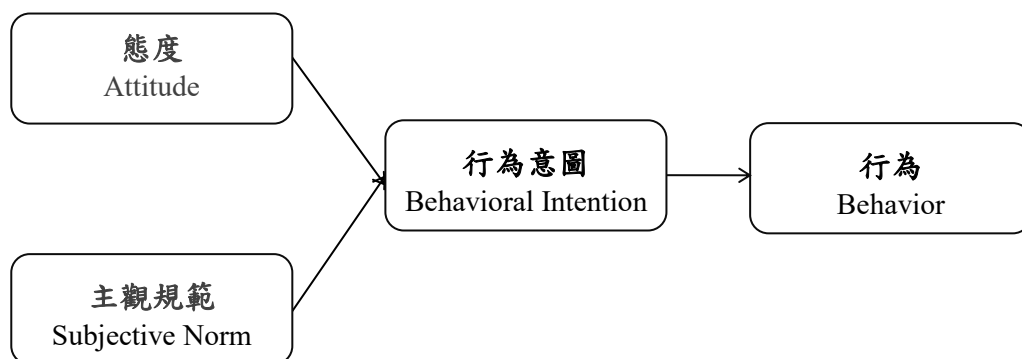 態度
Attitude
行為意圖
Behavioral Intention
行為
Behavior
主觀規範
Subjective Norm